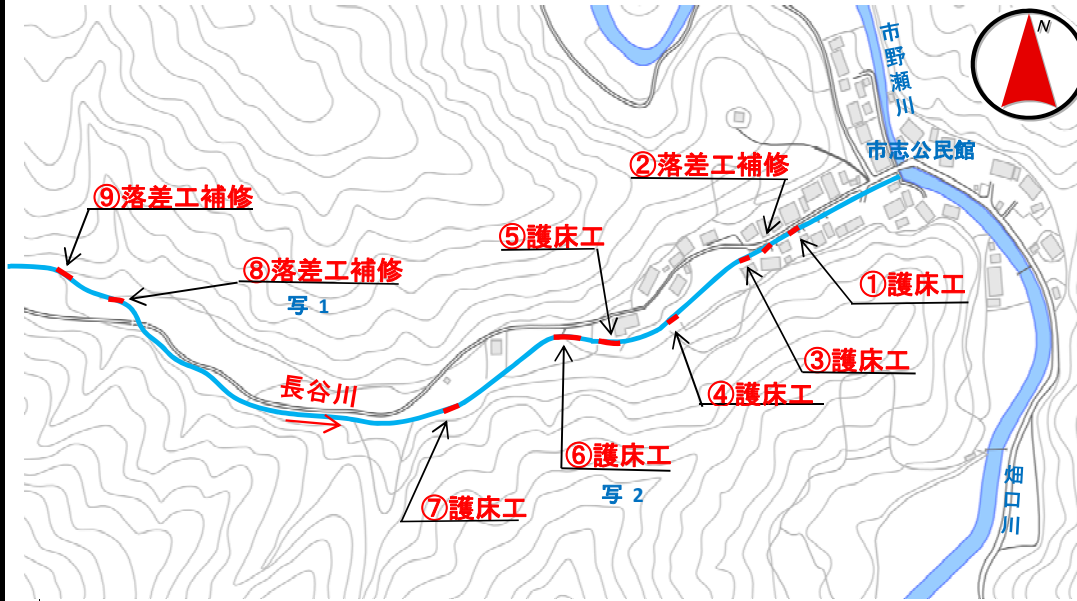 N
市野瀬川
市志公民館
②落差工補修
⑨落差工補修
⑤護床工
⑧落差工補修
①護床工
写 1
③護床工
長谷川
④護床工
⑥護床工
写 2
⑦護床工
畑口川